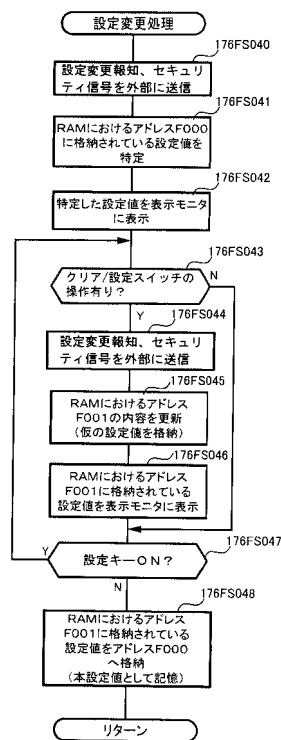 設定変更処理
176FS040
設定変更報知、セキュリ
ティ信号を外部に送信
176FS041
RAMにおけるアドレスF000
に格納されている設定値を
特定
176FS042
特定した設定値を表示モニタ
に表示
176FS043
クリア/設定スイッチの
操作有り?
N
Y
176FS044
設定変更報知、セキュリ
ティ信号を外部に送信
176FS045
RAMにおけるアドレス
F001の内容を更新
(仮の設定値を格納)
176FS046
RAMにおけるアドレス
F001に格納されている
設定値を表示モニタに表示
176FS047
Y
設定キーON?
N
176FS048
RAMにおけるアドレス
F001に格納されている
設定値をアドレスF000
へ格納
(本設定値として記憶)
リターン